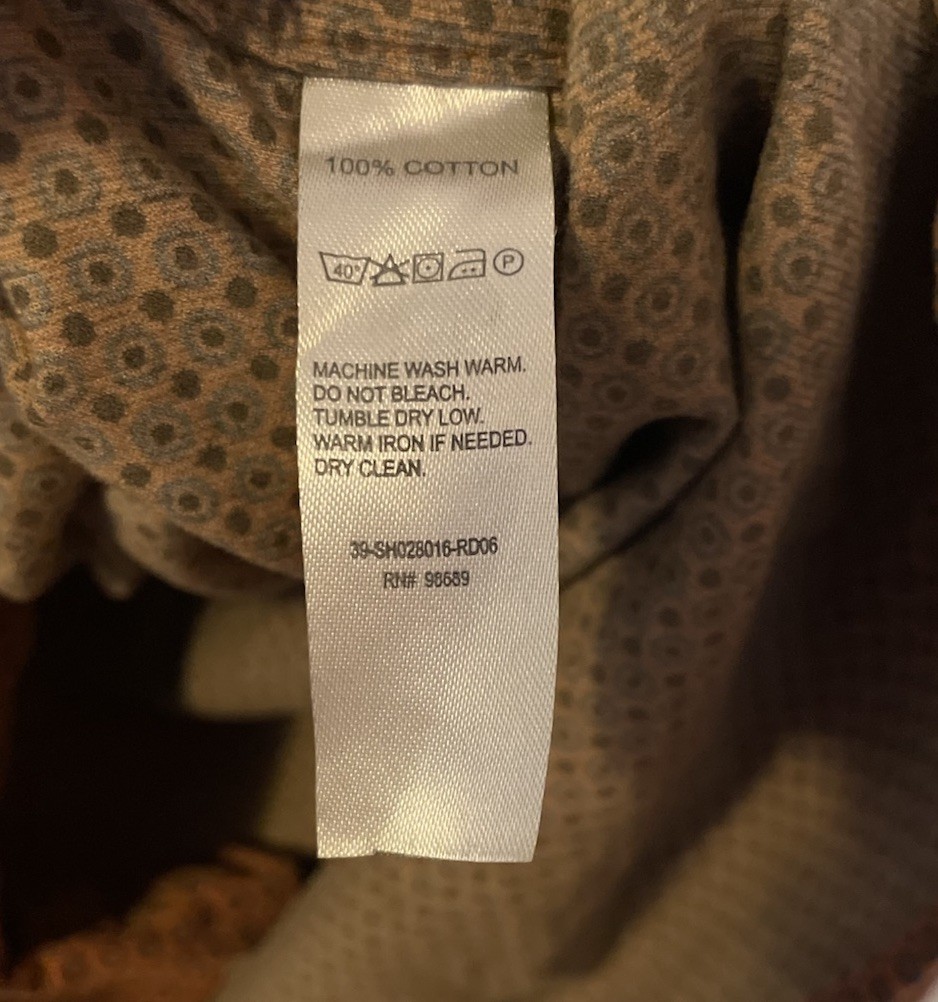 100% COTTON
40° P
MACHINE WASH WARM.
DO NOT BLEACH.
TUMBLE DRY LOW.
WARM IRON IF NEEDED.
DRY CLEAN.
39-SH028016-RD06
RN# 98689